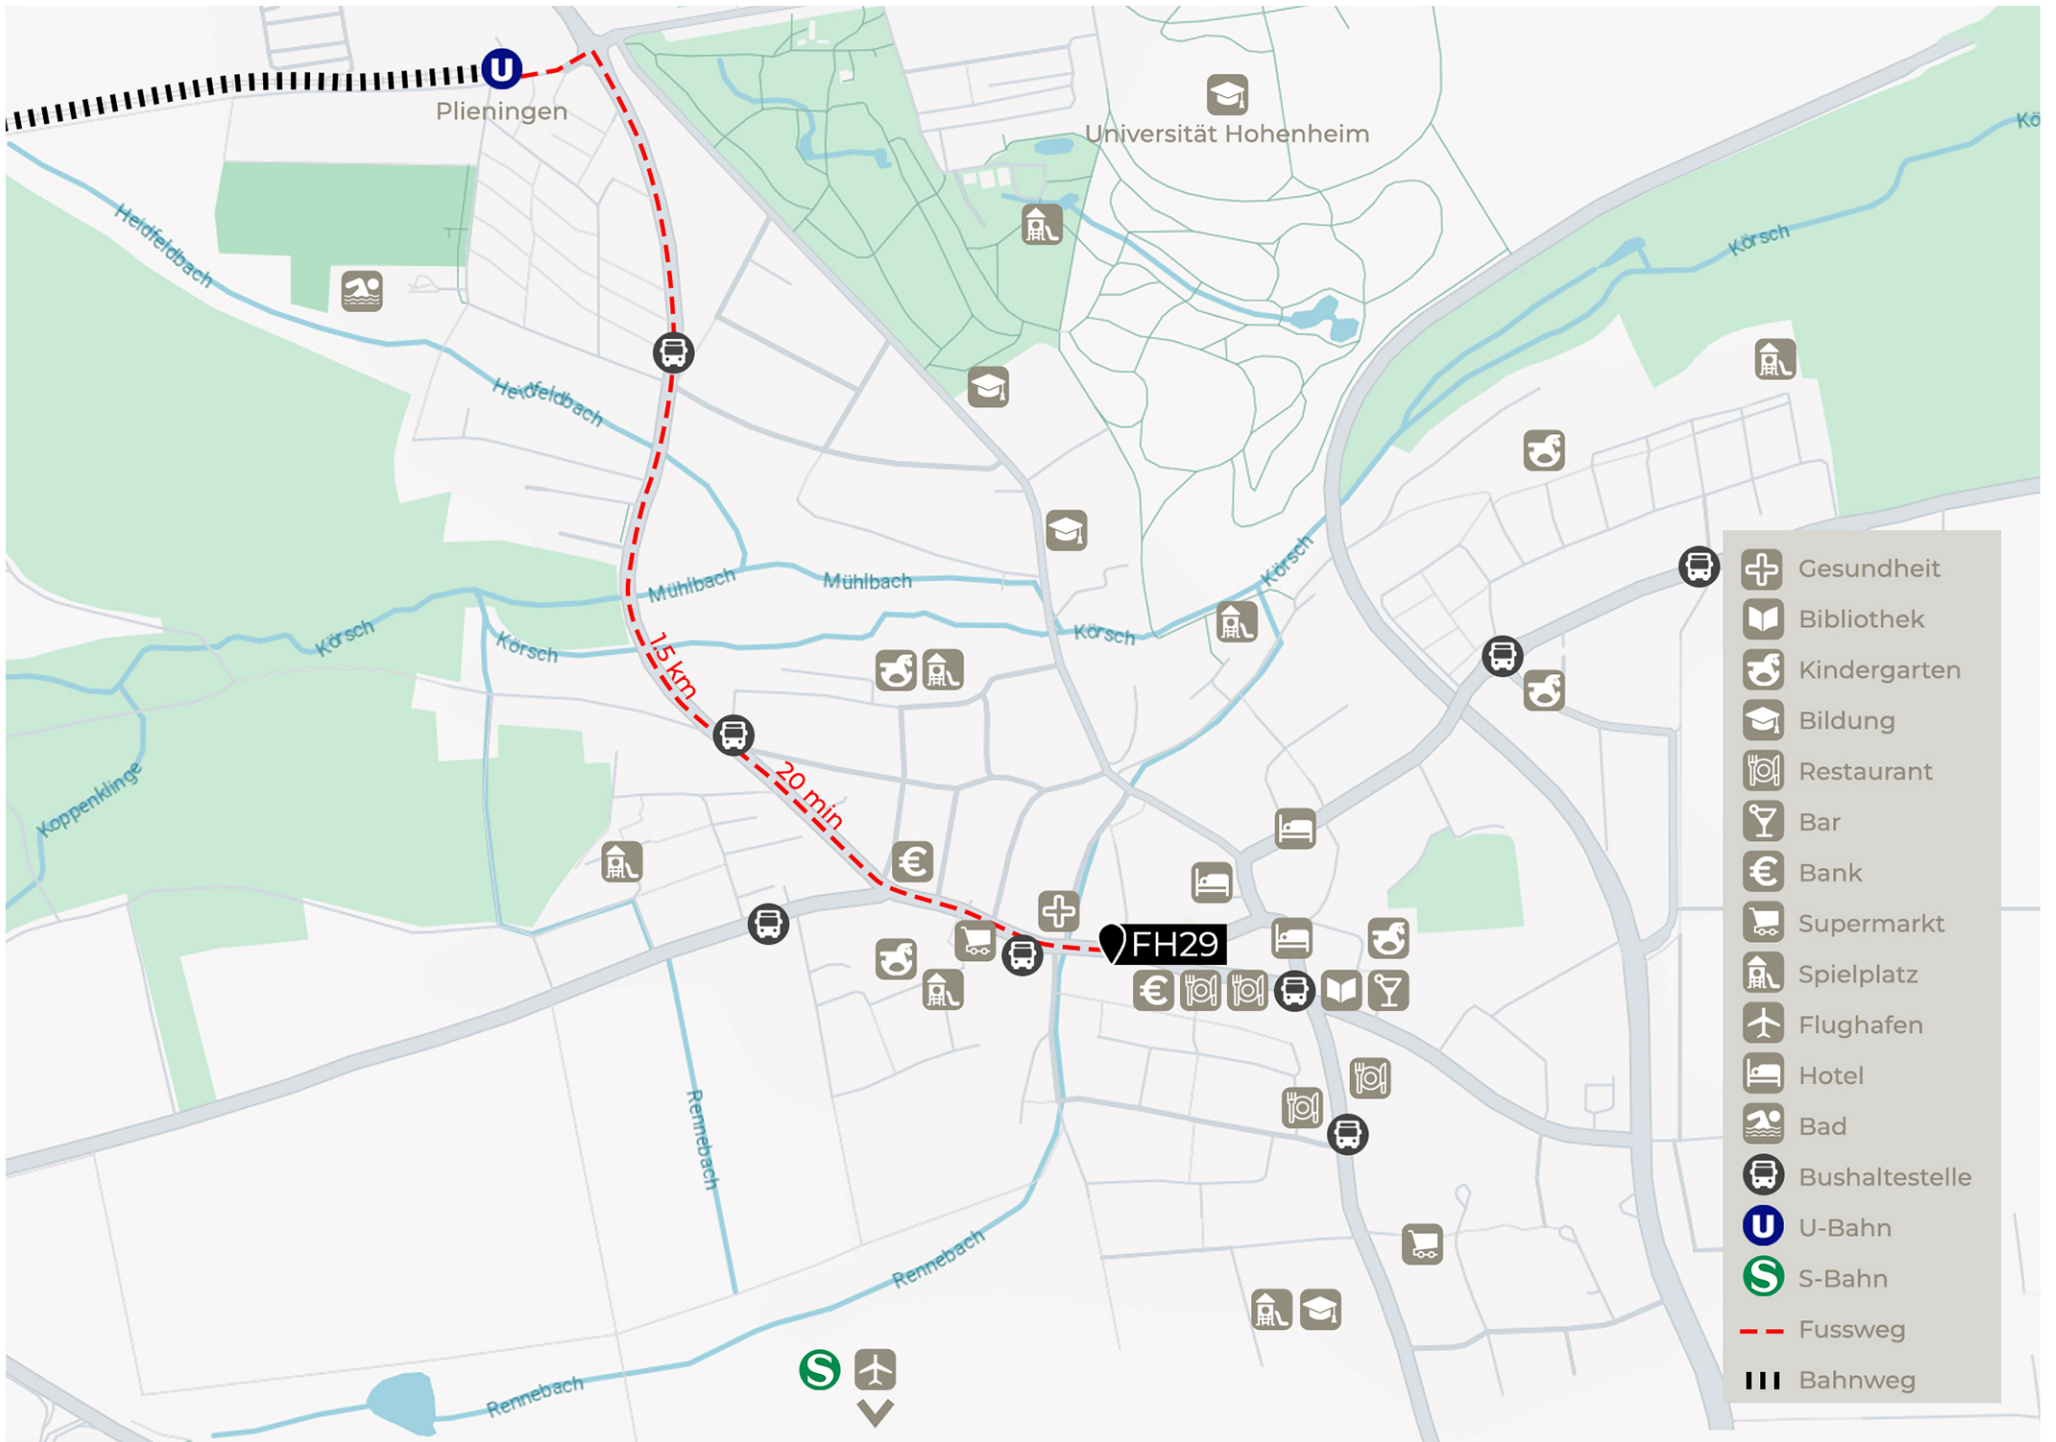 U
Plieningen
Universität Hohenheim
Kö
Körsch
Heidfeldbach
Heidfeldbach
Mühlbach
Mühlbach
Körsch
Körsch
Körsch
Körsch
1,5 km
20 min
Koppenklinge
€
FH29
€
Rennebach
Rennebach
Rennebach
S
Gesundheit
Bibliothek
Kindergarten
Bildung
Restaurant
Bar
€ Bank
Supermarkt
Spielplatz
Flughafen
Hotel
Bad
Bushaltestelle
U U-Bahn
S S-Bahn
Fussweg
Bahnweg